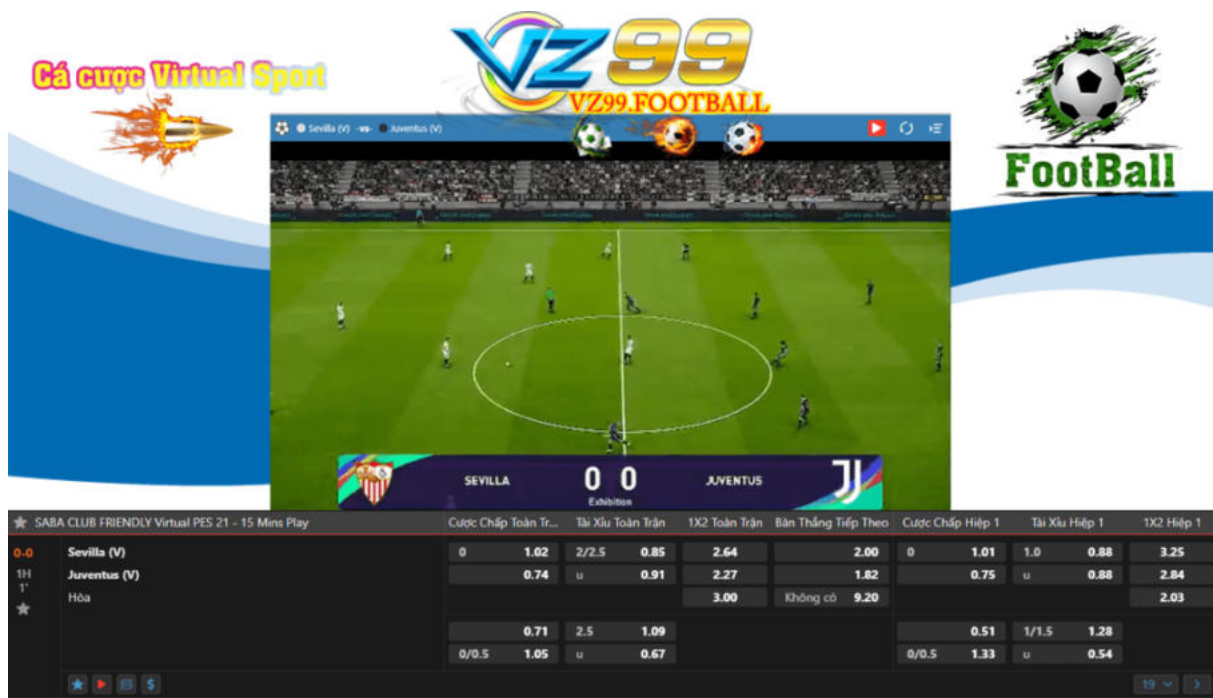 Cá cược Virtual Sport
VZ99
VZ99.FOOTBALL
FootBall
Sevilla (V) -vs- Juventus (V)
SEVILLA 0 0 JUVENTUS
Exhibition
SABA CLUB FRIENDLY Virtual PES 21 - 15 Mins Play Cược Chấp Toàn Tr... Tài Xỉu Toàn Trận 1X2 Toàn Trận Bàn Thắng Tiếp Theo Cược Chấp Hiệp 1 Tài Xỉu Hiệp 1 1X2 Hiệp 1
0-0 Sevilla (V) 0 1.02 2/2.5 0.85 2.64 2.00 0 1.01 1.0 0.88 3.25
1H Juventus (V) 0.74 u 0.91 2.27 1.82 0.75 u 0.88 2.84
1' Hòa 3.00 Không có 9.20 2.03
0.71 2.5 1.09 0.51 1/1.5 1.28
0/0.5 1.05 u 0.67 0/0.5 1.33 u 0.54
$ 19